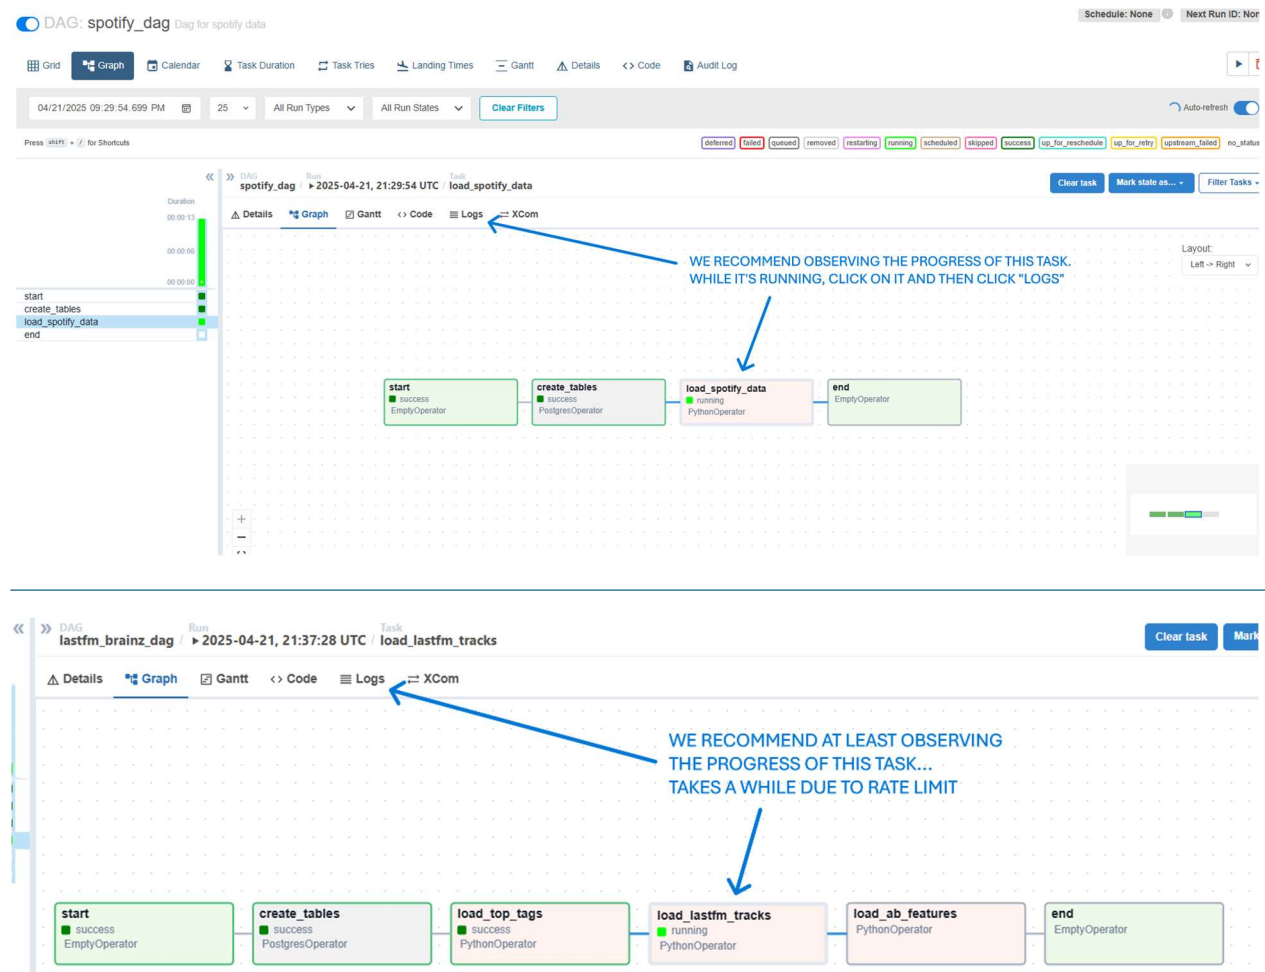 DAG: spotify_dag Dag for spotify data
Schedule: None Next Run ID: Nor
Grid Graph Calendar Task Duration Task Tries Landing Times Gantt Details <> Code Audit Log
04/21/2025 09:29:54.699 PM 25 All Run Types All Run States Clear Filters Auto-refresh
Press shift + / for Shortcuts
deferred failed queued removed restarting running scheduled skipped success up_for_reschedule up_for_retry upstream_failed no_status
DAG Run Task
spotify_dag / 2025-04-21, 21:29:54 UTC / load_spotify_data
Clear task Mark state as... Filter Tasks
Duration
00:00:13
00:00:06
00:00:00
start
create_tables
load_spotify_data
end
Details Graph Gantt <> Code Logs XCom
WE RECOMMEND OBSERVING THE PROGRESS OF THIS TASK.
WHILE IT'S RUNNING, CLICK ON IT AND THEN CLICK "LOGS"
Layout:
Left -> Right
start
success
EmptyOperator
create_tables
success
PostgresOperator
load_spotify_data
running
PythonOperator
end
EmptyOperator
DAG Run Task
lastfm_brainz_dag / 2025-04-21, 21:37:28 UTC / load_lastfm_tracks
Clear task Mark
Details Graph Gantt <> Code Logs XCom
WE RECOMMEND AT LEAST OBSERVING
THE PROGRESS OF THIS TASK...
TAKES A WHILE DUE TO RATE LIMIT
start
success
EmptyOperator
create_tables
success
PostgresOperator
load_top_tags
success
PythonOperator
load_lastfm_tracks
running
PythonOperator
load_ab_features
PythonOperator
end
EmptyOperator